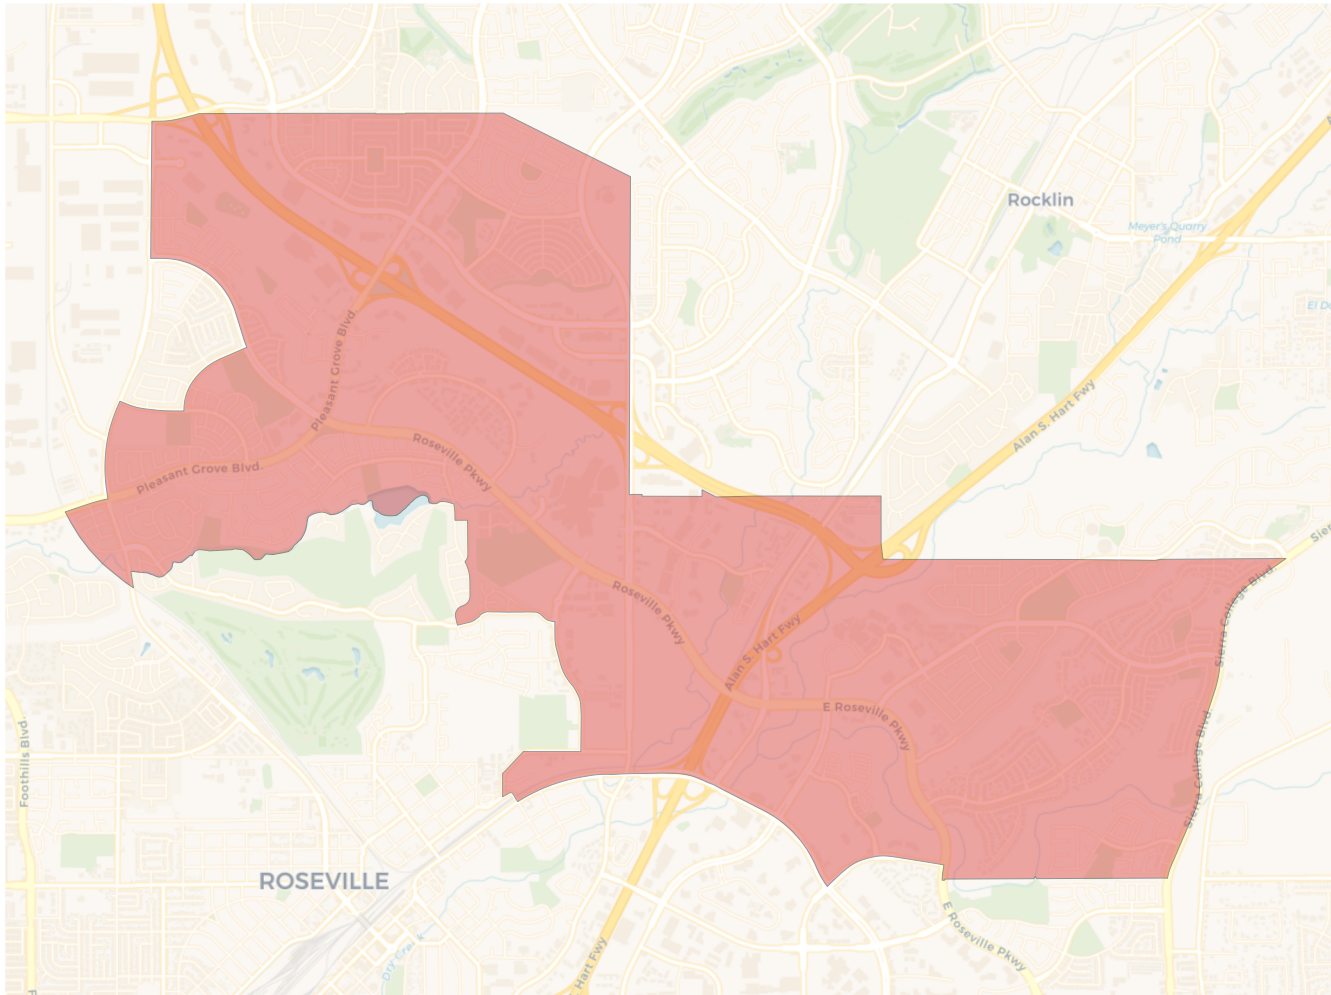 Rocklin
Meyer's Quarry
Pond
El Do
Pleasant Grove Blvd
Alan S. Hart Fwy
Roseville Pkwy
Pleasant Grove Blvd.
Sier
Sierra College Blvd.
Roseville Pkwy
Alan S. Hart Fwy
E Roseville Pkwy
Sierra College Blvd
Foothills Blvd.
ROSEVILLE
E Roseville Pkwy
Dry Creek
Hart Fwy
F
A